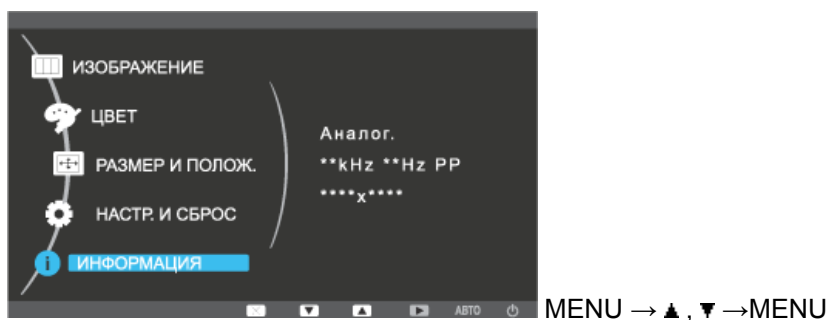 ИЗОБРАЖЕНИЕ
ЦВЕТ
РАЗМЕР И ПОЛОЖ.
НАСТР. И СБРОС
ИНФОРМАЦИЯ
Аналог.
**kHz **Hz PP
****x****
АВТО
MENU → ▲ , ▼ →MENU